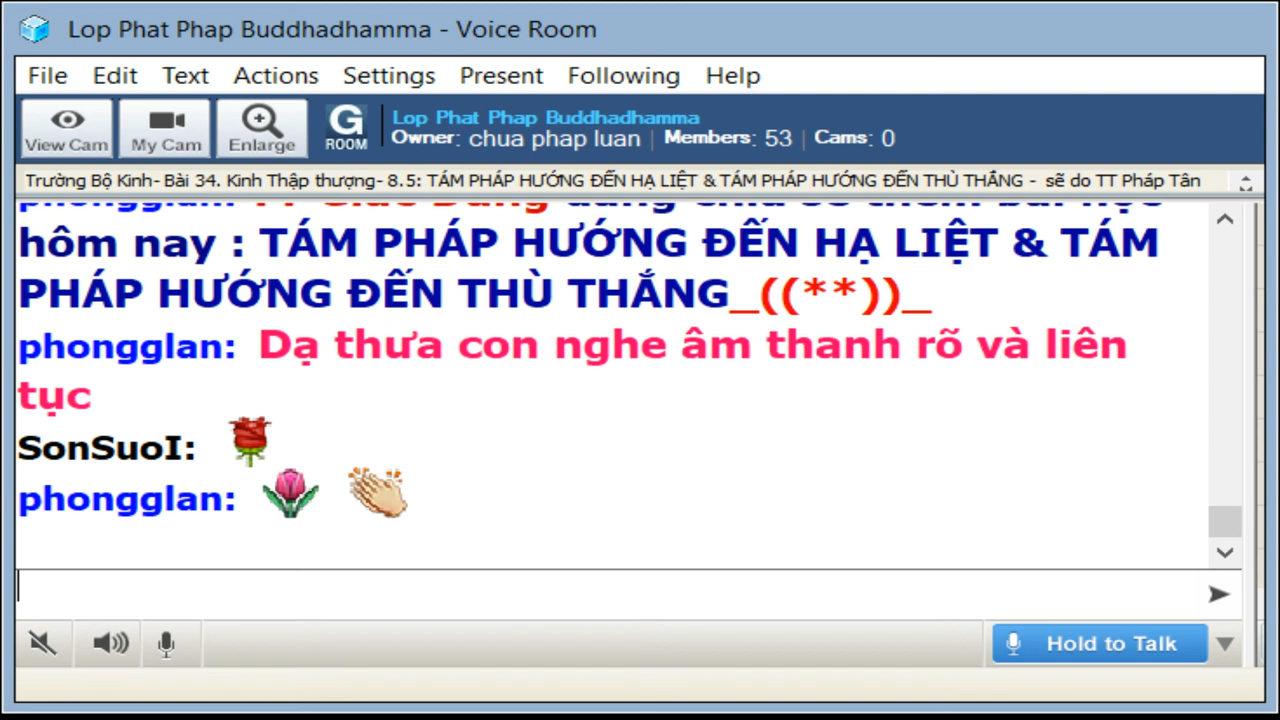 Lop Phat Phap Buddhadhamma - Voice Room
File Edit Text Actions Settings Present Following Help
View Cam My Cam Enlarge G ROOM
Lop Phat Phap Buddhadhamma
Owner: chua phap luan | Members: 53 | Cams: 0
Trường Bộ Kinh- Bài 34. Kinh Thập thượng- 8.5: TÁM PHÁP HƯỚNG ĐẾN HẠ LIỆT & TÁM PHÁP HƯỚNG ĐẾN THÙ THẮNG - sẽ do TT Pháp Tân
hôm nay : TÁM PHÁP HƯỚNG ĐẾN HẠ LIỆT & TÁM
PHÁP HƯỚNG ĐẾN THÙ THẮNG_((**))_
phongglan: Dạ thưa con nghe âm thanh rõ và liên
tục
SonSuoI:
phongglan:
Hold to Talk